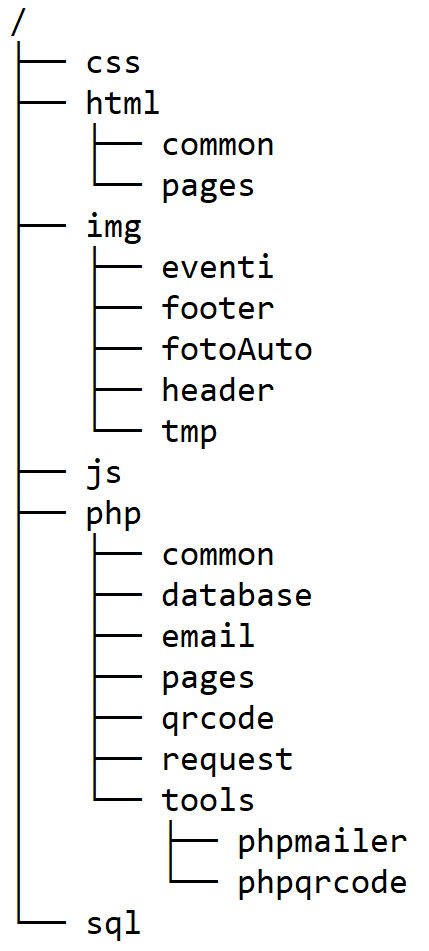 /
css
html
common
pages
img
eventi
footer
fotoAuto
header
tmp
js
php
common
database
email
pages
qrcode
request
tools
phpmailer
phpqrcode
sql